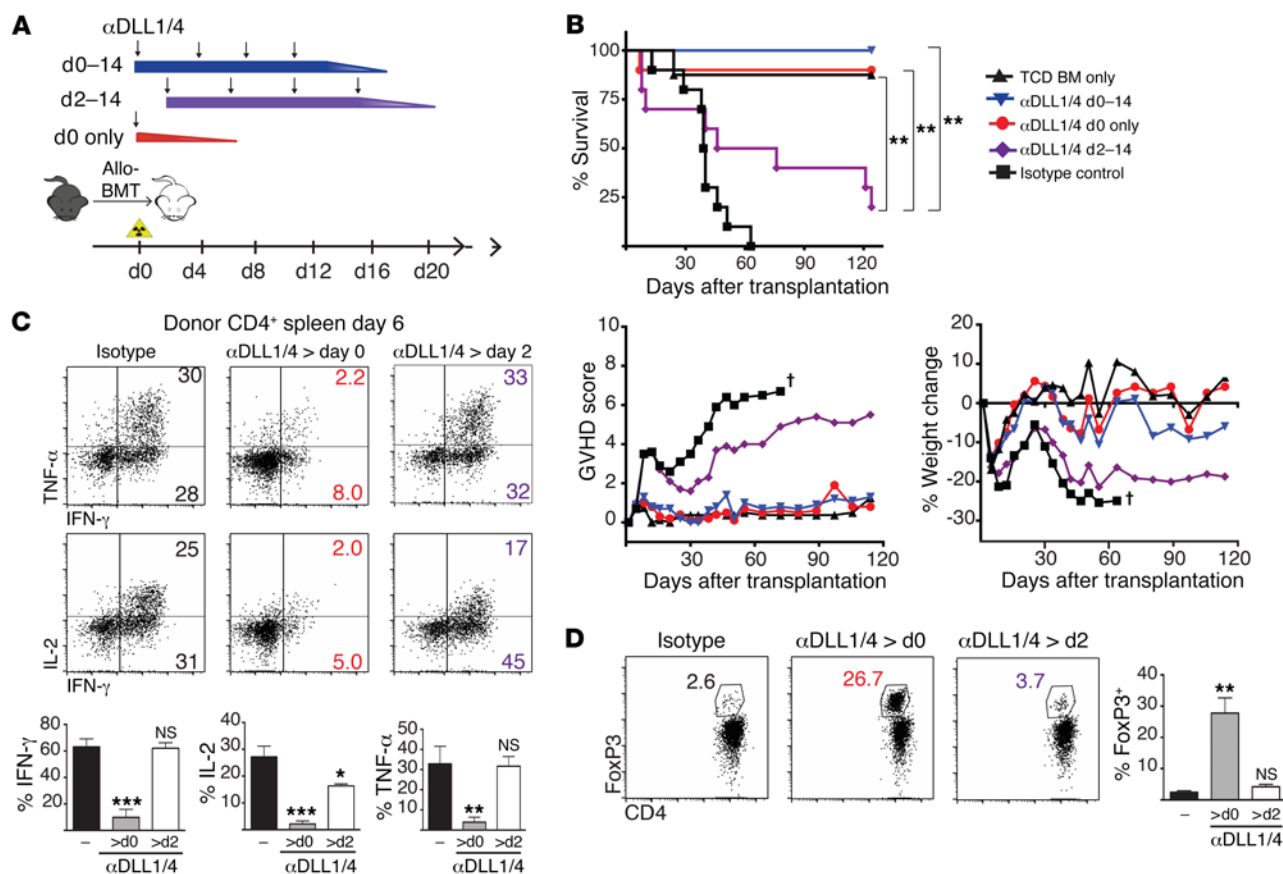 A
αDLL1/4
d0–14
d2–14
d0 only
Allo-
BMT
d0 d4 d8 d12 d16 d20
B
% Survival
100
75
50
25
0
30 60 90 120
Days after transplantation
TCD BM only
αDLL1/4 d0–14
αDLL1/4 d0 only
αDLL1/4 d2–14
Isotype control
** ** **
GVHD score
10
8
6
4
2
0
†
0 30 60 90 120
Days after transplantation
% Weight change
20
10
0
-10
-20
-30
†
0 30 60 90 120
Days after transplantation
C
Donor CD4+ spleen day 6
Isotype αDLL1/4 > day 0 αDLL1/4 > day 2
30 2.2 33
TNF-α
28 8.0 32
IFN-γ
25 2.0 17
IL-2
31 5.0 45
IFN-γ
% IFN-γ
80
60
40
20
0
***
NS
– >d0 >d2
αDLL1/4
% IL-2
40
30
20
10
0
***
*
– >d0 >d2
αDLL1/4
% TNF-α
50
40
30
20
10
0
**
NS
– >d0 >d2
αDLL1/4
D
Isotype αDLL1/4 > d0 αDLL1/4 > d2
2.6 26.7 3.7
FoxP3
CD4
% FoxP3+
50
40
30
20
10
**
NS
– >d0 >d2
αDLL1/4